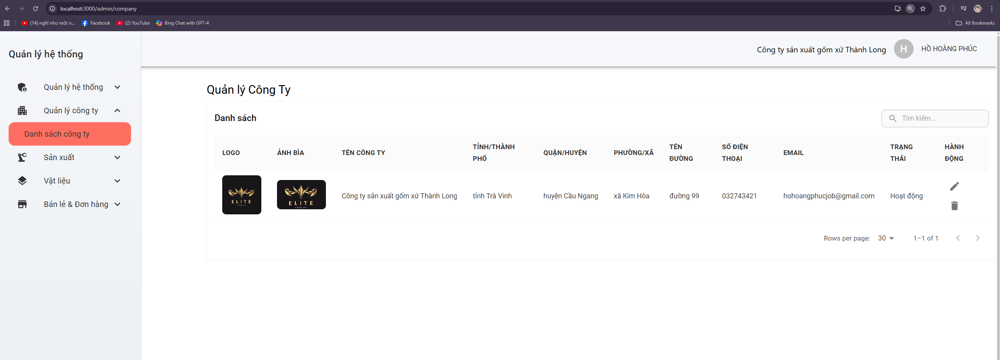 localhost:3000/admin/company
(14) nghĩ như một n...
Facebook
(2) YouTube
Bing Chat with GPT-4
All Bookmarks
Quản lý hệ thống
Công ty sản xuất gốm xứ Thành Long
H
HỒ HOÀNG PHÚC
Quản lý hệ thống
Quản lý công ty
Danh sách công ty
Sản xuất
Vật liệu
Bán lẻ & Đơn hàng
Quản lý Công Ty
Danh sách
Tìm kiếm...
LOGO
ẢNH BÌA
TÊN CÔNG TY
TỈNH/THÀNH
PHỐ
QUẬN/HUYỆN
PHƯỜNG/XÃ
TÊN
ĐƯỜNG
SỐ ĐIỆN
THOẠI
EMAIL
TRẠNG
THÁI
HÀNH
ĐỘNG
ELITE
STUDIOS
ELITE
STUDIOS
Công ty sản xuất gốm xứ Thành Long
tỉnh Trà Vinh
huyện Cầu Ngang
xã Kim Hòa
đường 99
032743421
hohoangphucjob@gmail.com
Hoạt động
Rows per page:
30
1–1 of 1